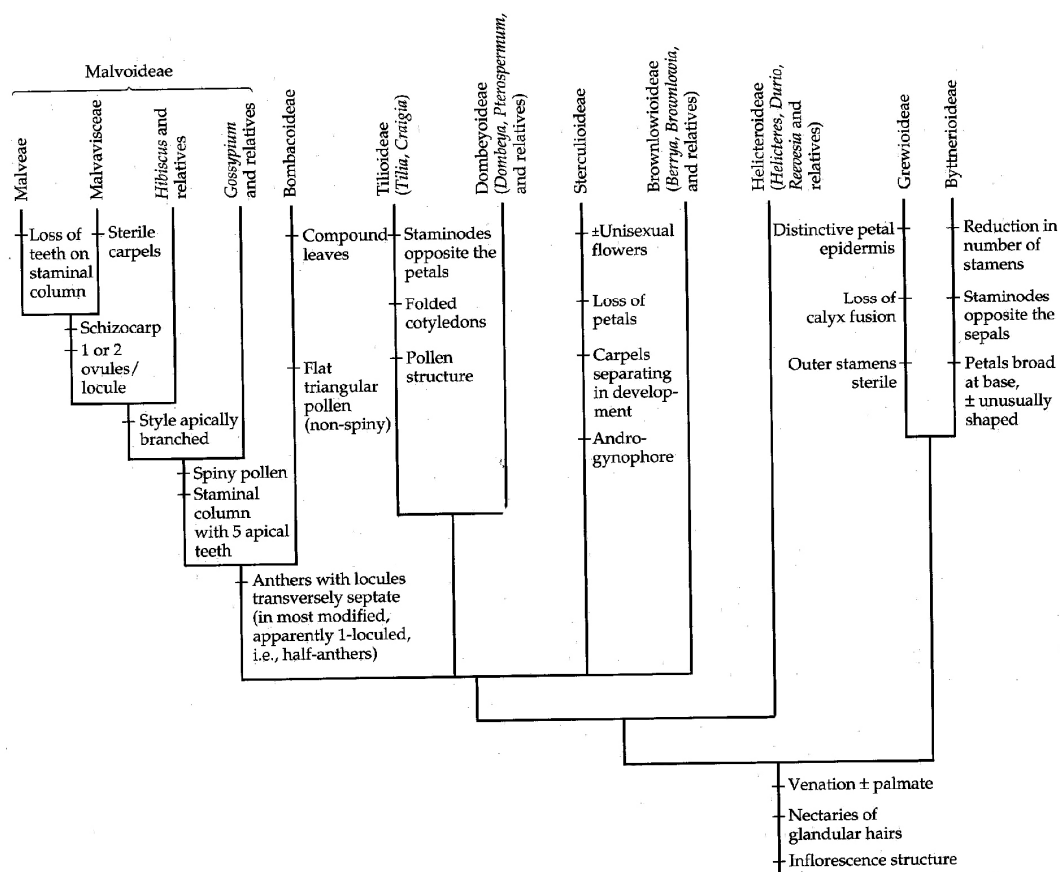 Malvoideae
Malveae
Malvavisceae
Hibiscus and
relatives
Gossypium
and relatives
Bombacoideae
Tilioideae
(Tilia, Craigia)
Dombeyoideae
(Dombeya, Pterospermum,
and relatives)
Sterculioideae
Brownlowioideae
(Berrya, Brownlowia,
and relatives)
Helicteroideae
(Helicteres, Durio,
Reevesia and
relatives)
Grewioideae
Byttnerioideae
Loss of
teeth on
staminal
column
Sterile
carpels
Schizocarp
1 or 2
ovules/
locule
Style apically
branched
Spiny pollen
Staminal
column
with 5 apical
teeth
Compound
leaves
Flat
triangular
pollen
(non-spiny)
Anthers with locules
transversely septate
(in most modified,
apparently 1-loculed,
i.e., half-anthers)
Staminodes
opposite the
petals
Folded
cotyledons
Pollen
structure
±Unisexual
flowers
Loss of
petals
Carpels
separating
in develop-
ment
Andro-
gynophore
Distinctive petal
epidermis
Loss of
calyx fusion
Outer stamens
sterile
Reduction in
number of
stamens
Staminodes
opposite the
sepals
Petals broad
at base,
± unusually
shaped
Venation ± palmate
Nectaries of
glandular hairs
Inflorescence structure